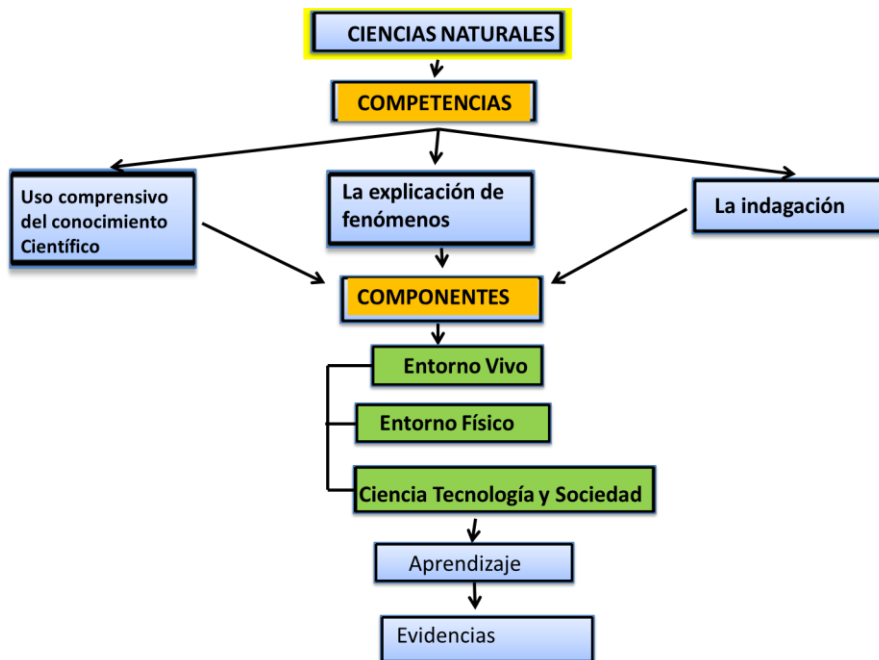 CIENCIAS NATURALES
COMPETENCIAS
Uso comprensivo
del conocimiento
Científico
La explicación de
fenómenos
La indagación
COMPONENTES
Entorno Vivo
Entorno Físico
Ciencia Tecnología y Sociedad
Aprendizaje
Evidencias